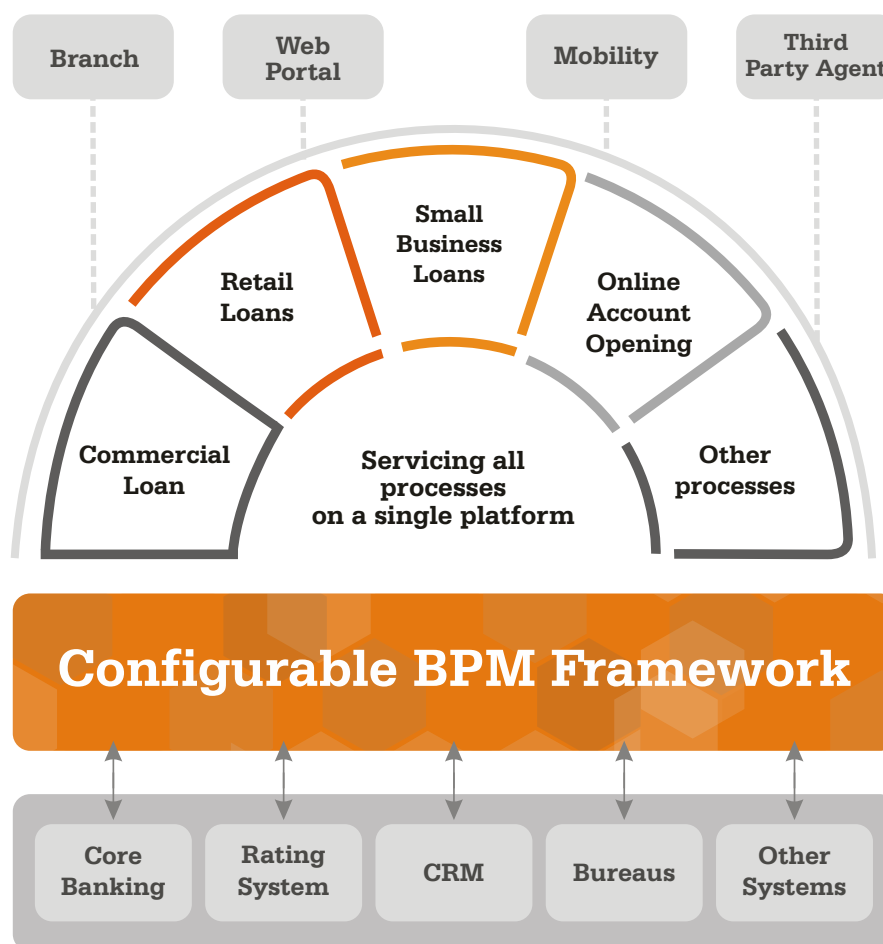 Branch
Web
Portal
Mobility
Third
Party Agent
Small
Business
Loans
Retail
Loans
Online
Account
Opening
Commercial
Loan
Servicing all
processes
on a single platform
Other
processes
Configurable BPM Framework
Core
Banking
Rating
System
CRM
Bureaus
Other
Systems